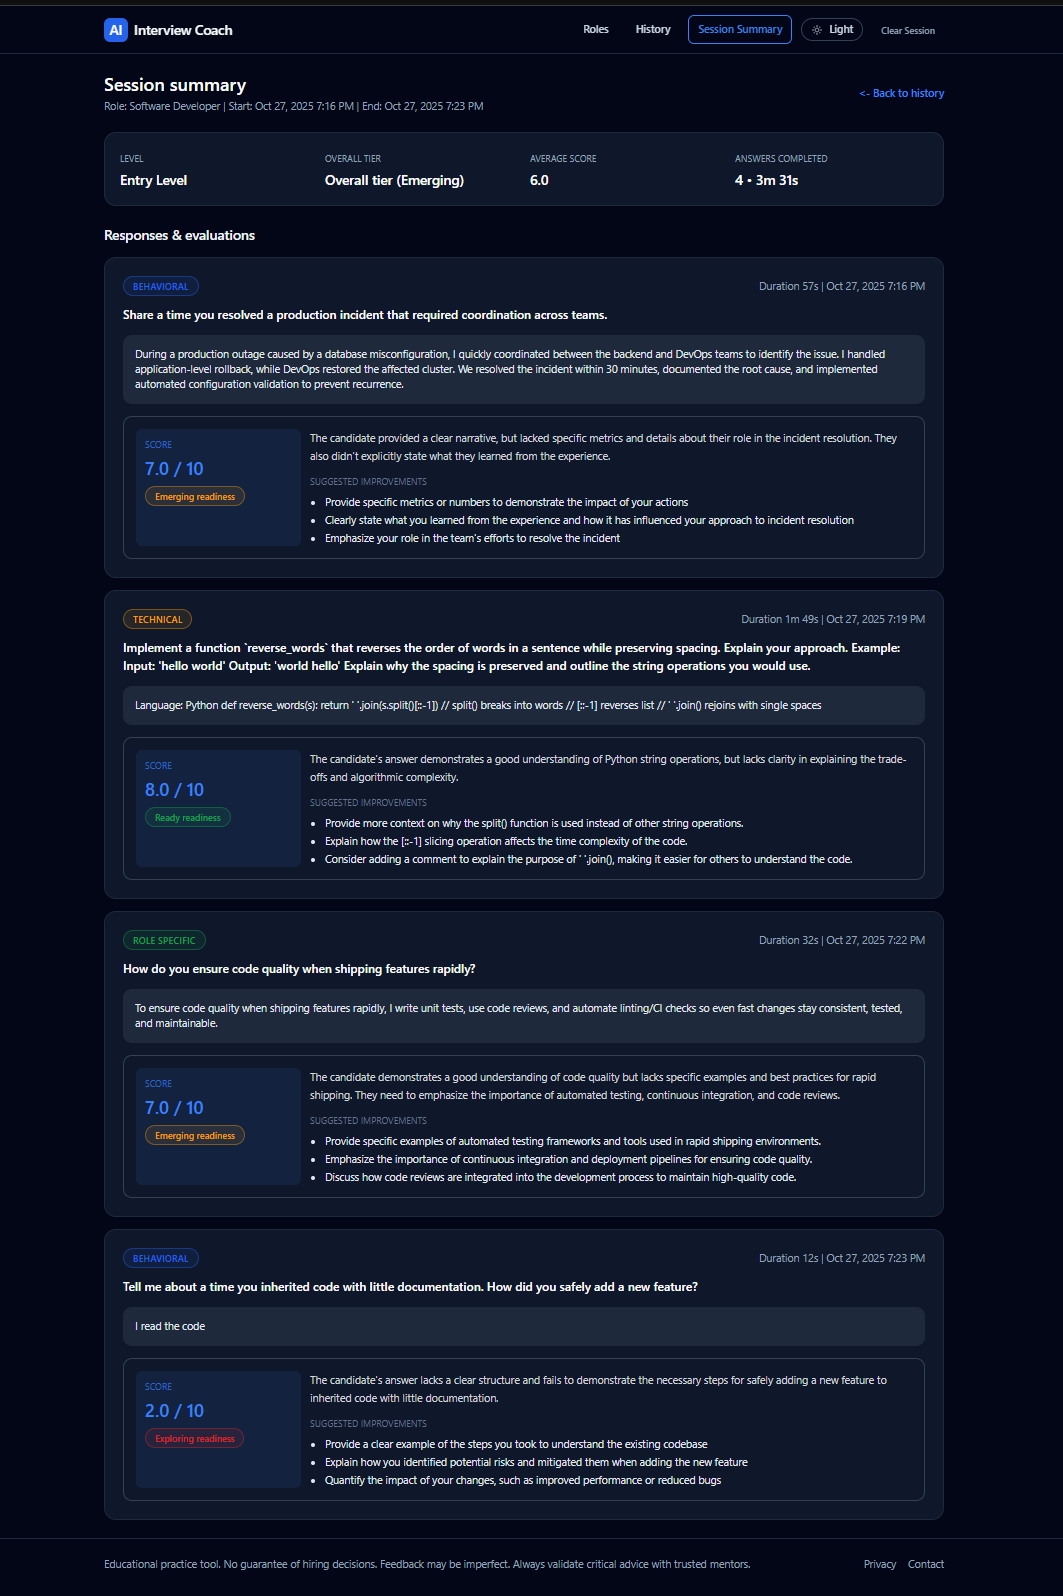 AI Interview Coach
Roles
History
Session Summary
Light
Clear Session
Session summary
Role: Software Developer | Start: Oct 27, 2025 7:16 PM | End: Oct 27, 2025 7:23 PM
<- Back to history
LEVEL
Entry Level
OVERALL TIER
Overall tier (Emerging)
AVERAGE SCORE
6.0
ANSWERS COMPLETED
4 • 3m 31s
Responses & evaluations
BEHAVIORAL
Duration 57s | Oct 27, 2025 7:16 PM
Share a time you resolved a production incident that required coordination across teams.
During a production outage caused by a database misconfiguration, I quickly coordinated between the backend and DevOps teams to identify the issue. I handled
application-level rollback, while DevOps restored the affected cluster. We resolved the incident within 30 minutes, documented the root cause, and implemented
automated configuration validation to prevent recurrence.
SCORE
7.0 / 10
Emerging readiness
The candidate provided a clear narrative, but lacked specific metrics and details about their role in the incident resolution. They
also didn't explicitly state what they learned from the experience.
SUGGESTED IMPROVEMENTS
• Provide specific metrics or numbers to demonstrate the impact of your actions
• Clearly state what you learned from the experience and how it has influenced your approach to incident resolution
• Emphasize your role in the team's efforts to resolve the incident
TECHNICAL
Duration 1m 49s | Oct 27, 2025 7:19 PM
Implement a function `reverse_words` that reverses the order of words in a sentence while preserving spacing. Explain your approach. Example:
Input: 'hello world' Output: 'world hello' Explain why the spacing is preserved and outline the string operations you would use.
Language: Python def reverse_words(s): return ' '.join(s.split()[::-1]) // split() breaks into words // [::-1] reverses list // ' '.join() rejoins with single spaces
SCORE
8.0 / 10
Ready readiness
The candidate's answer demonstrates a good understanding of Python string operations, but lacks clarity in explaining the trade-
offs and algorithmic complexity.
SUGGESTED IMPROVEMENTS
• Provide more context on why the split() function is used instead of other string operations.
• Explain how the [::-1] slicing operation affects the time complexity of the code.
• Consider adding a comment to explain the purpose of ' '.join(), making it easier for others to understand the code.
ROLE SPECIFIC
Duration 32s | Oct 27, 2025 7:22 PM
How do you ensure code quality when shipping features rapidly?
To ensure code quality when shipping features rapidly, I write unit tests, use code reviews, and automate linting/CI checks so even fast changes stay consistent, tested,
and maintainable.
SCORE
7.0 / 10
Emerging readiness
The candidate demonstrates a good understanding of code quality but lacks specific examples and best practices for rapid
shipping. They need to emphasize the importance of automated testing, continuous integration, and code reviews.
SUGGESTED IMPROVEMENTS
• Provide specific examples of automated testing frameworks and tools used in rapid shipping environments.
• Emphasize the importance of continuous integration and deployment pipelines for ensuring code quality.
• Discuss how code reviews are integrated into the development process to maintain high-quality code.
BEHAVIORAL
Duration 12s | Oct 27, 2025 7:23 PM
Tell me about a time you inherited code with little documentation. How did you safely add a new feature?
I read the code
SCORE
2.0 / 10
Exploring readiness
The candidate's answer lacks a clear structure and fails to demonstrate the necessary steps for safely adding a new feature to
inherited code with little documentation.
SUGGESTED IMPROVEMENTS
• Provide a clear example of the steps you took to understand the existing codebase
• Explain how you identified potential risks and mitigated them when adding the new feature
• Quantify the impact of your changes, such as improved performance or reduced bugs
Educational practice tool. No guarantee of hiring decisions. Feedback may be imperfect. Always validate critical advice with trusted mentors.
Privacy
Contact